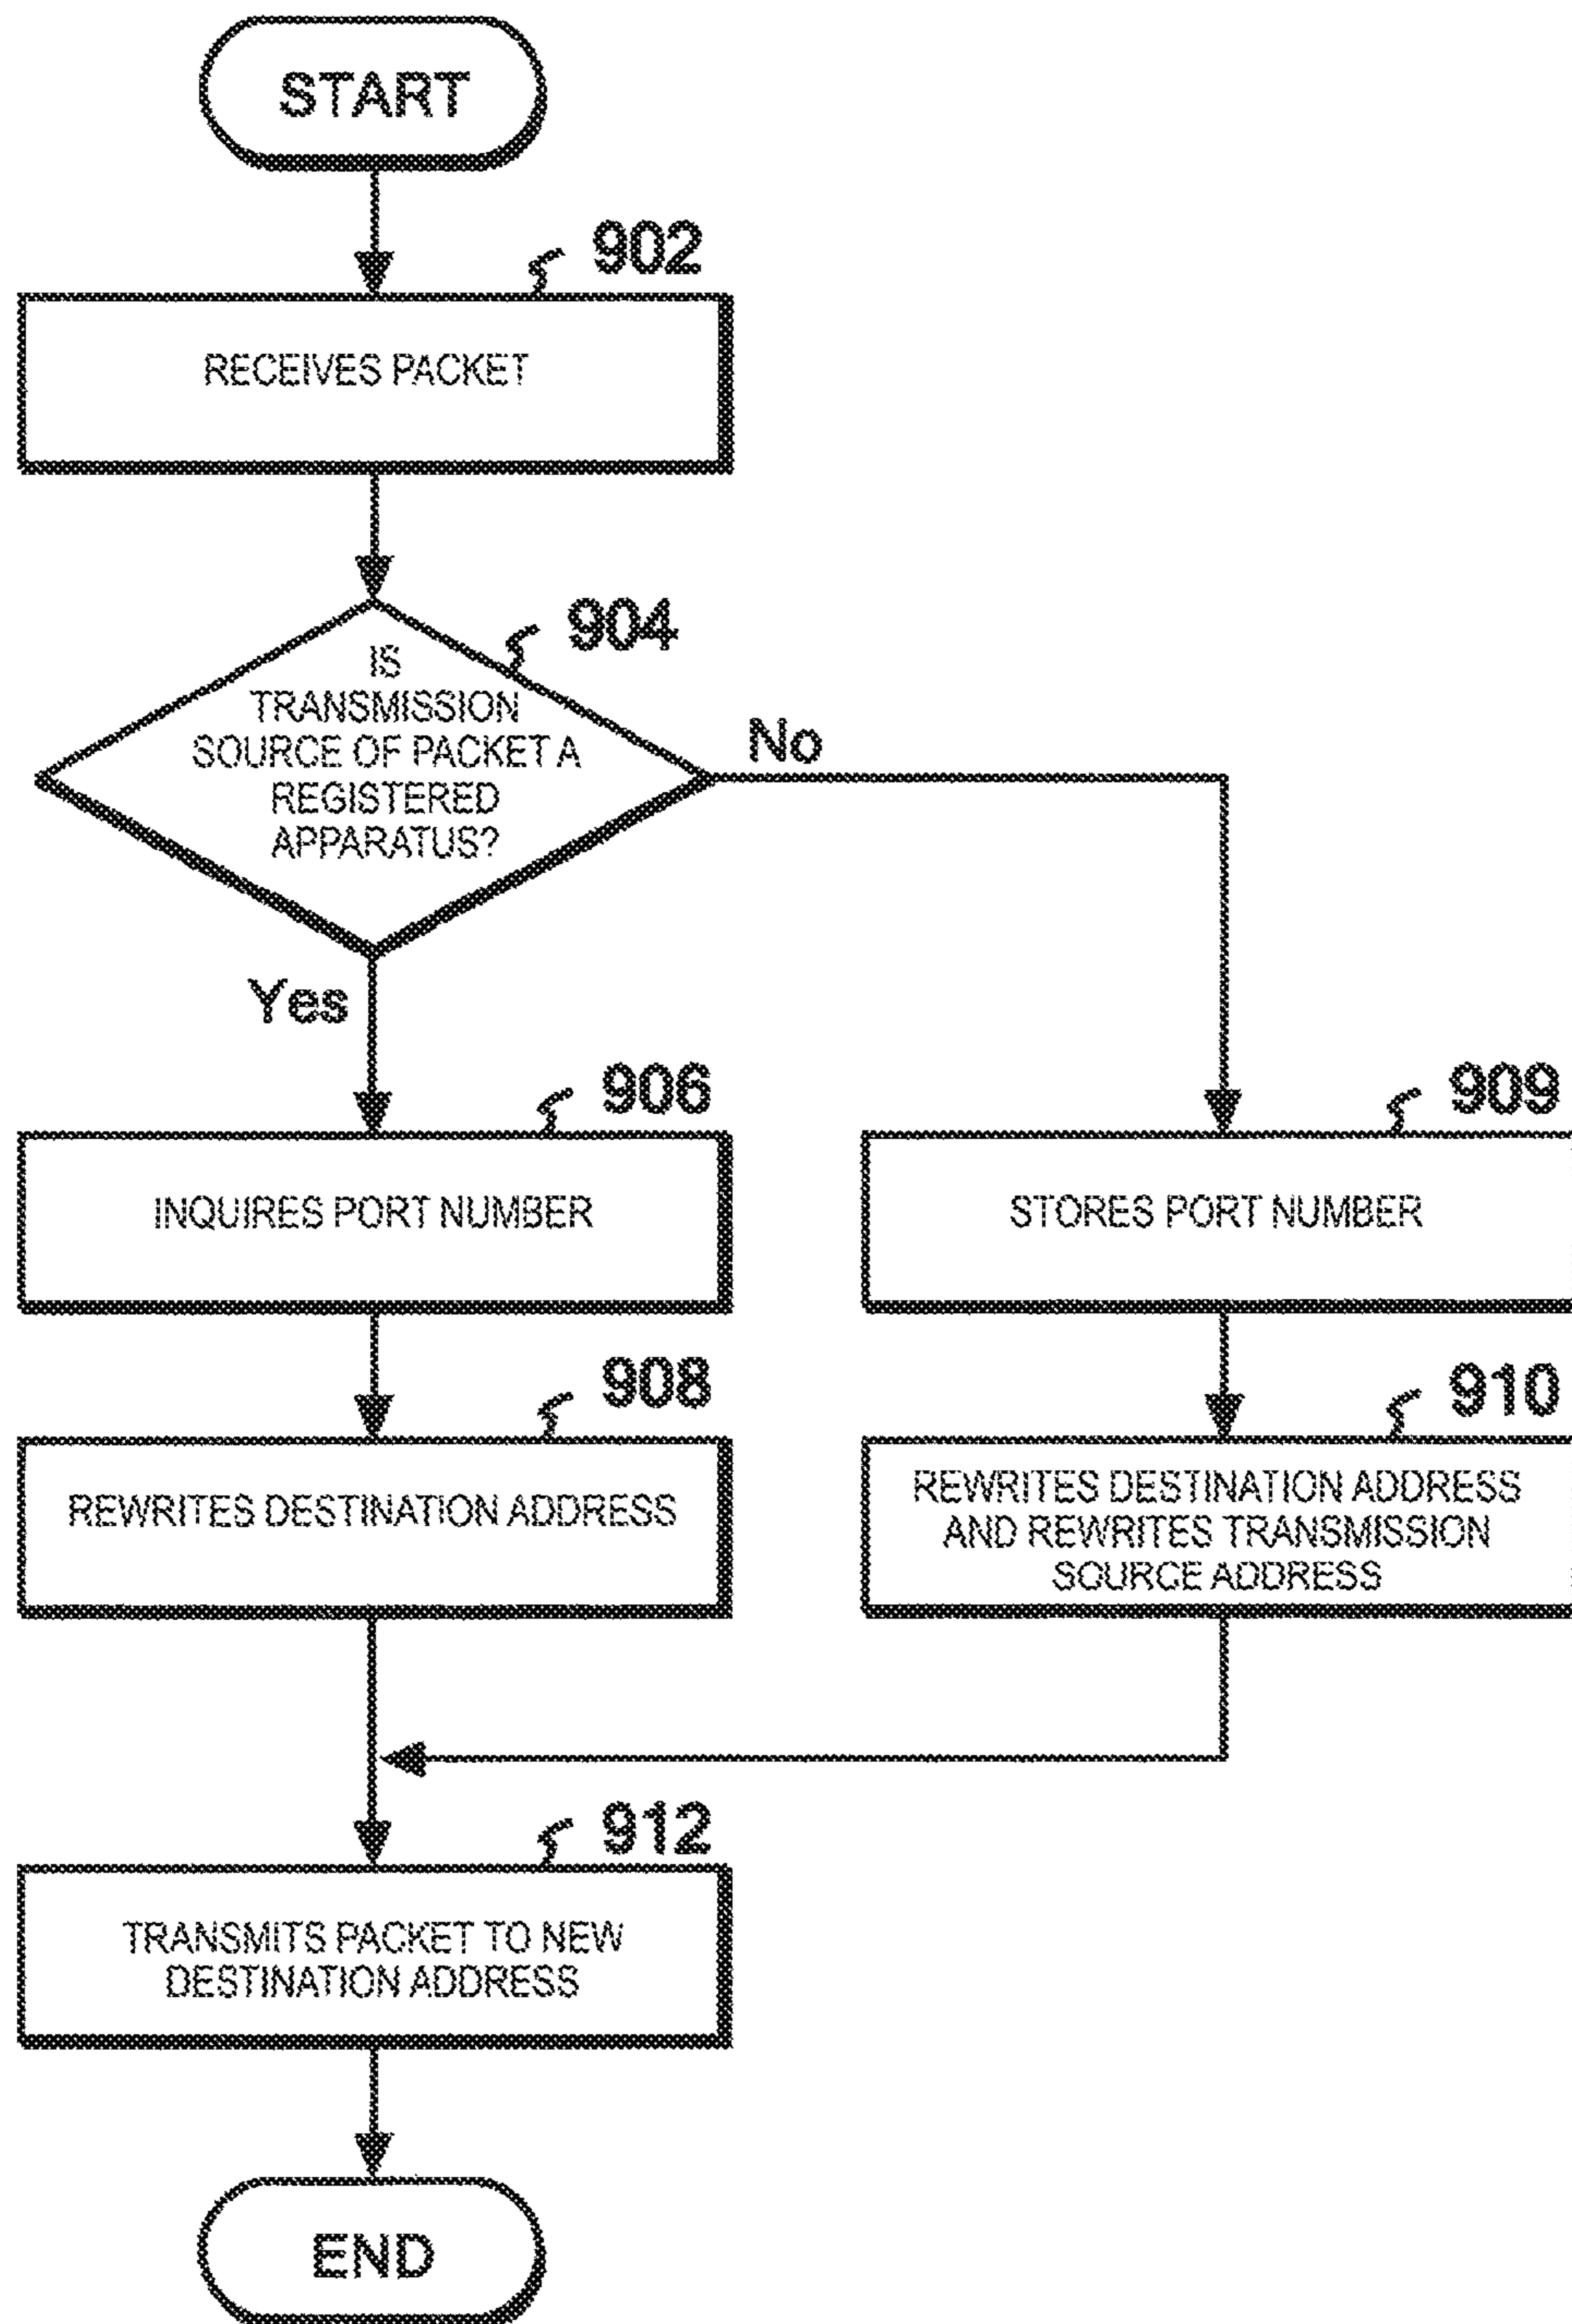 START
902
RECEIVES PACKET
904
IS
TRANSMISSION
SOURCE OF PACKET A
REGISTERED
APPARATUS?
No
Yes
906
INQUIRES PORT NUMBER
909
STORES PORT NUMBER
908
REWRITES DESTINATION ADDRESS
910
REWRITES DESTINATION ADDRESS
AND REWRITES TRANSMISSION
SOURCE ADDRESS
912
TRANSMITS PACKET TO NEW
DESTINATION ADDRESS
END